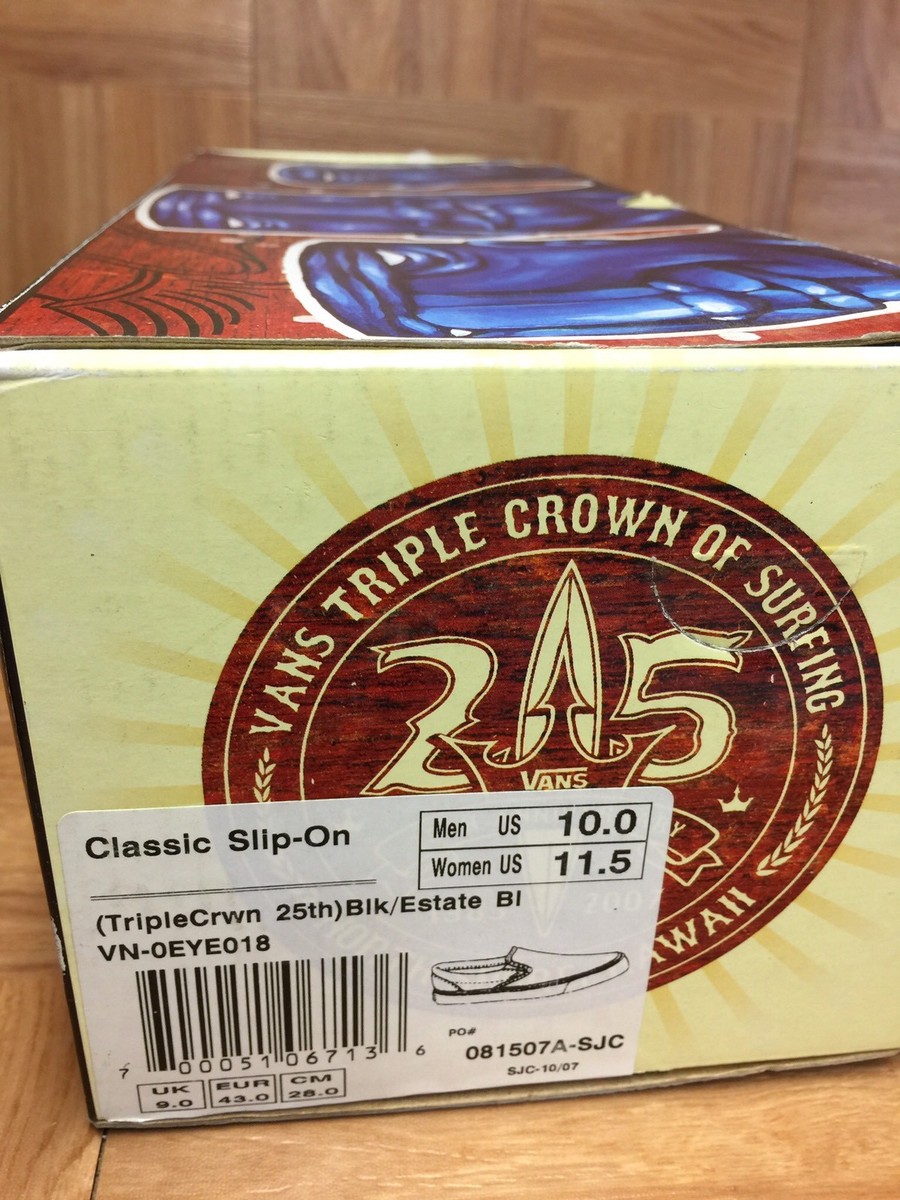 VANS TRIPLE CROWN OF SURFING
25
VANS
HAWAII
Classic Slip-On
Men US 10.0
Women US 11.5
(TripleCrwn 25th)Blk/Estate Bl
VN-0EYE018
7 00051 06713 6
PO#
081507A-SJC
SJC-10/07
UK 9.0
EUR 43.0
CM 28.0